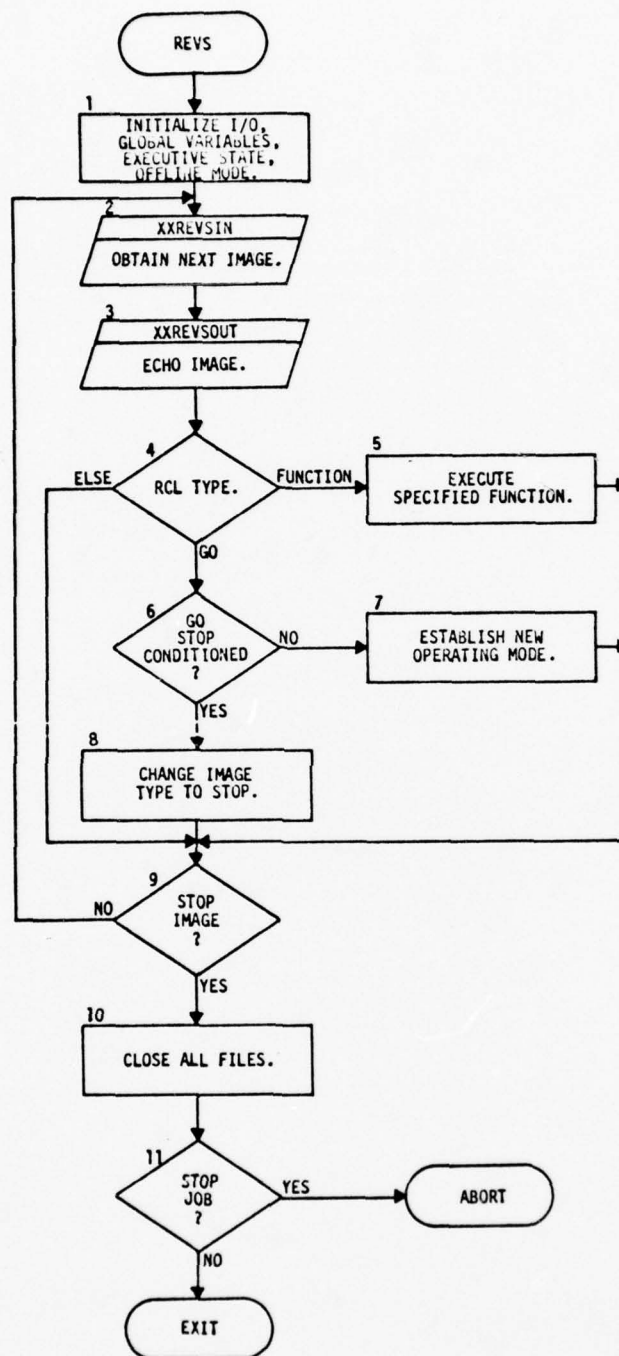 REVS
1
INITIALIZE I/O,
GLOBAL VARIABLES,
EXECUTIVE STATE,
OFFLINE MODE.
2
XXREVSIN
OBTAIN NEXT IMAGE.
3
XXREVSOUT
ECHO IMAGE.
4
ELSE
RCL TYPE.
FUNCTION
5
EXECUTE
SPECIFIED FUNCTION.
GO
6
GO
STOP
CONDITIONED
?
NO
7
ESTABLISH NEW
OPERATING MODE.
YES
8
CHANGE IMAGE
TYPE TO STOP.
9
NO
STOP
IMAGE
?
YES
10
CLOSE ALL FILES.
11
STOP
JOB
?
YES
ABORT
NO
EXIT